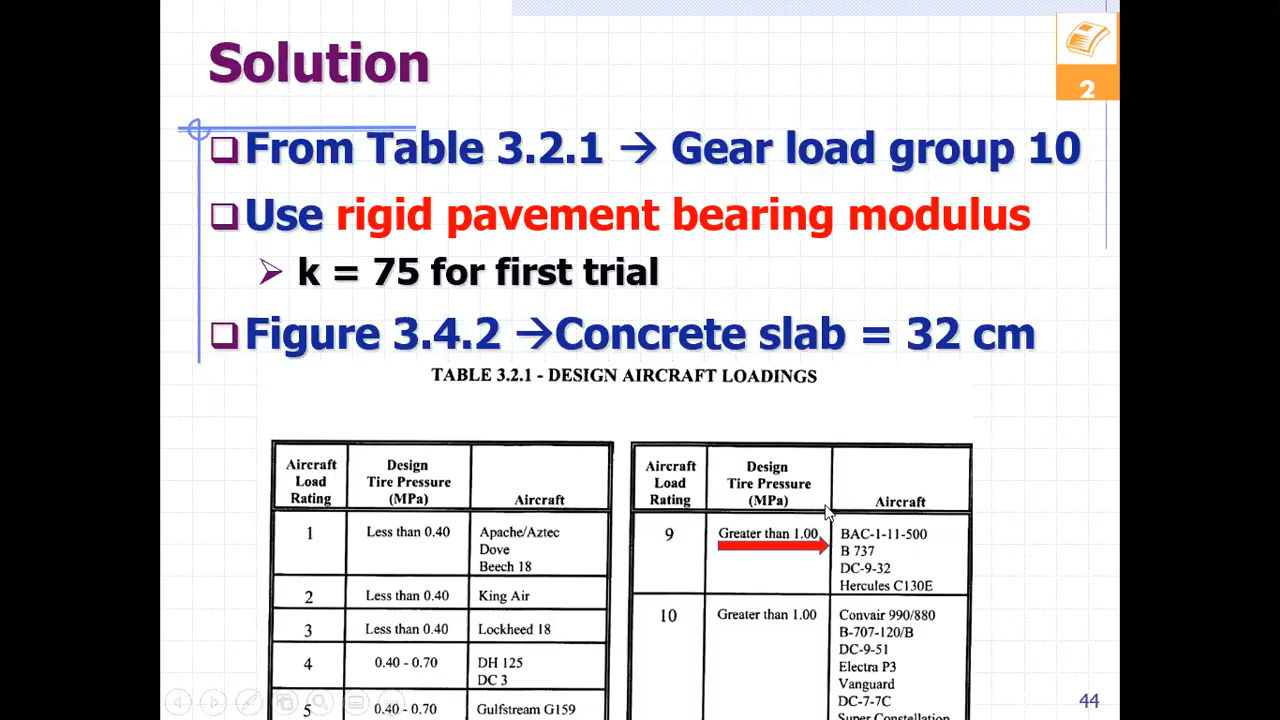 Solution
2
From Table 3.2.1 → Gear load group 10
Use rigid pavement bearing modulus
k = 75 for first trial
Figure 3.4.2 →Concrete slab = 32 cm
TABLE 3.2.1 - DESIGN AIRCRAFT LOADINGS
Aircraft Load Rating
Design Tire Pressure (MPa)
Aircraft
1
Less than 0.40
Apache/Aztec
Dove
Beech 18
2
Less than 0.40
King Air
3
Less than 0.40
Lockheed 18
4
0.40 - 0.70
DH 125
DC 3
5
0.40 - 0.70
Gulfstream G159
Aircraft Load Rating
Design Tire Pressure (MPa)
Aircraft
9
Greater than 1.00
BAC-1-11-500
B 737
DC-9-32
Hercules C130E
10
Greater than 1.00
Convair 990/880
B-707-120/B
DC-9-51
Electra P3
Vanguard
DC-7-7C
Super Constellation
44